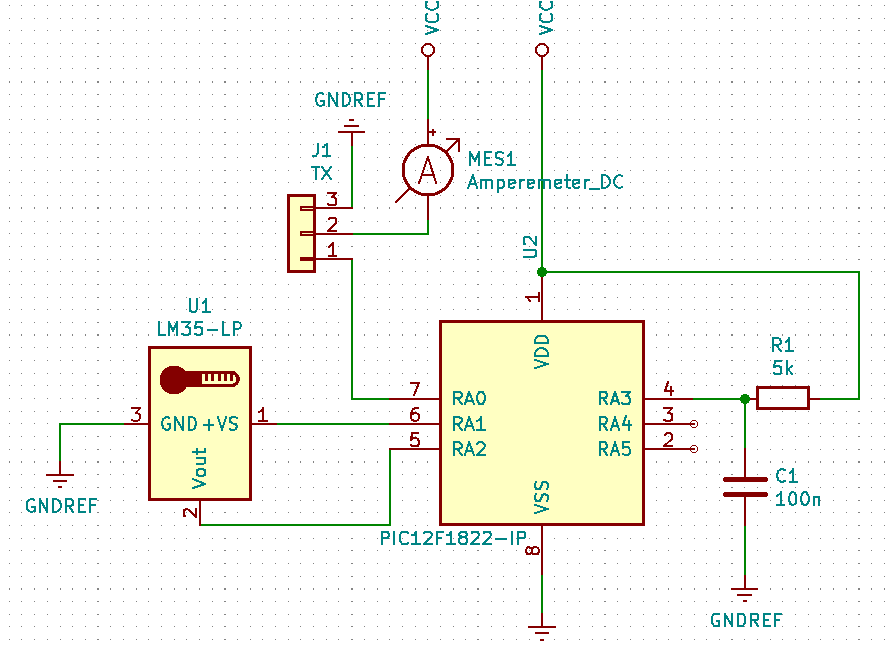 VCC
VCC
GNDREF
J1
TX
3
2
1
+
A
MES1
Amperemeter_DC
U2
1
U1
LM35-LP
3
GND
+VS
1
Vout
2
GNDREF
VDD
7
RA0
6
RA1
5
RA2
RA3
4
RA4
3
RA5
2
VSS
PIC12F1822-IP
8
R1
5k
C1
100n
GNDREF